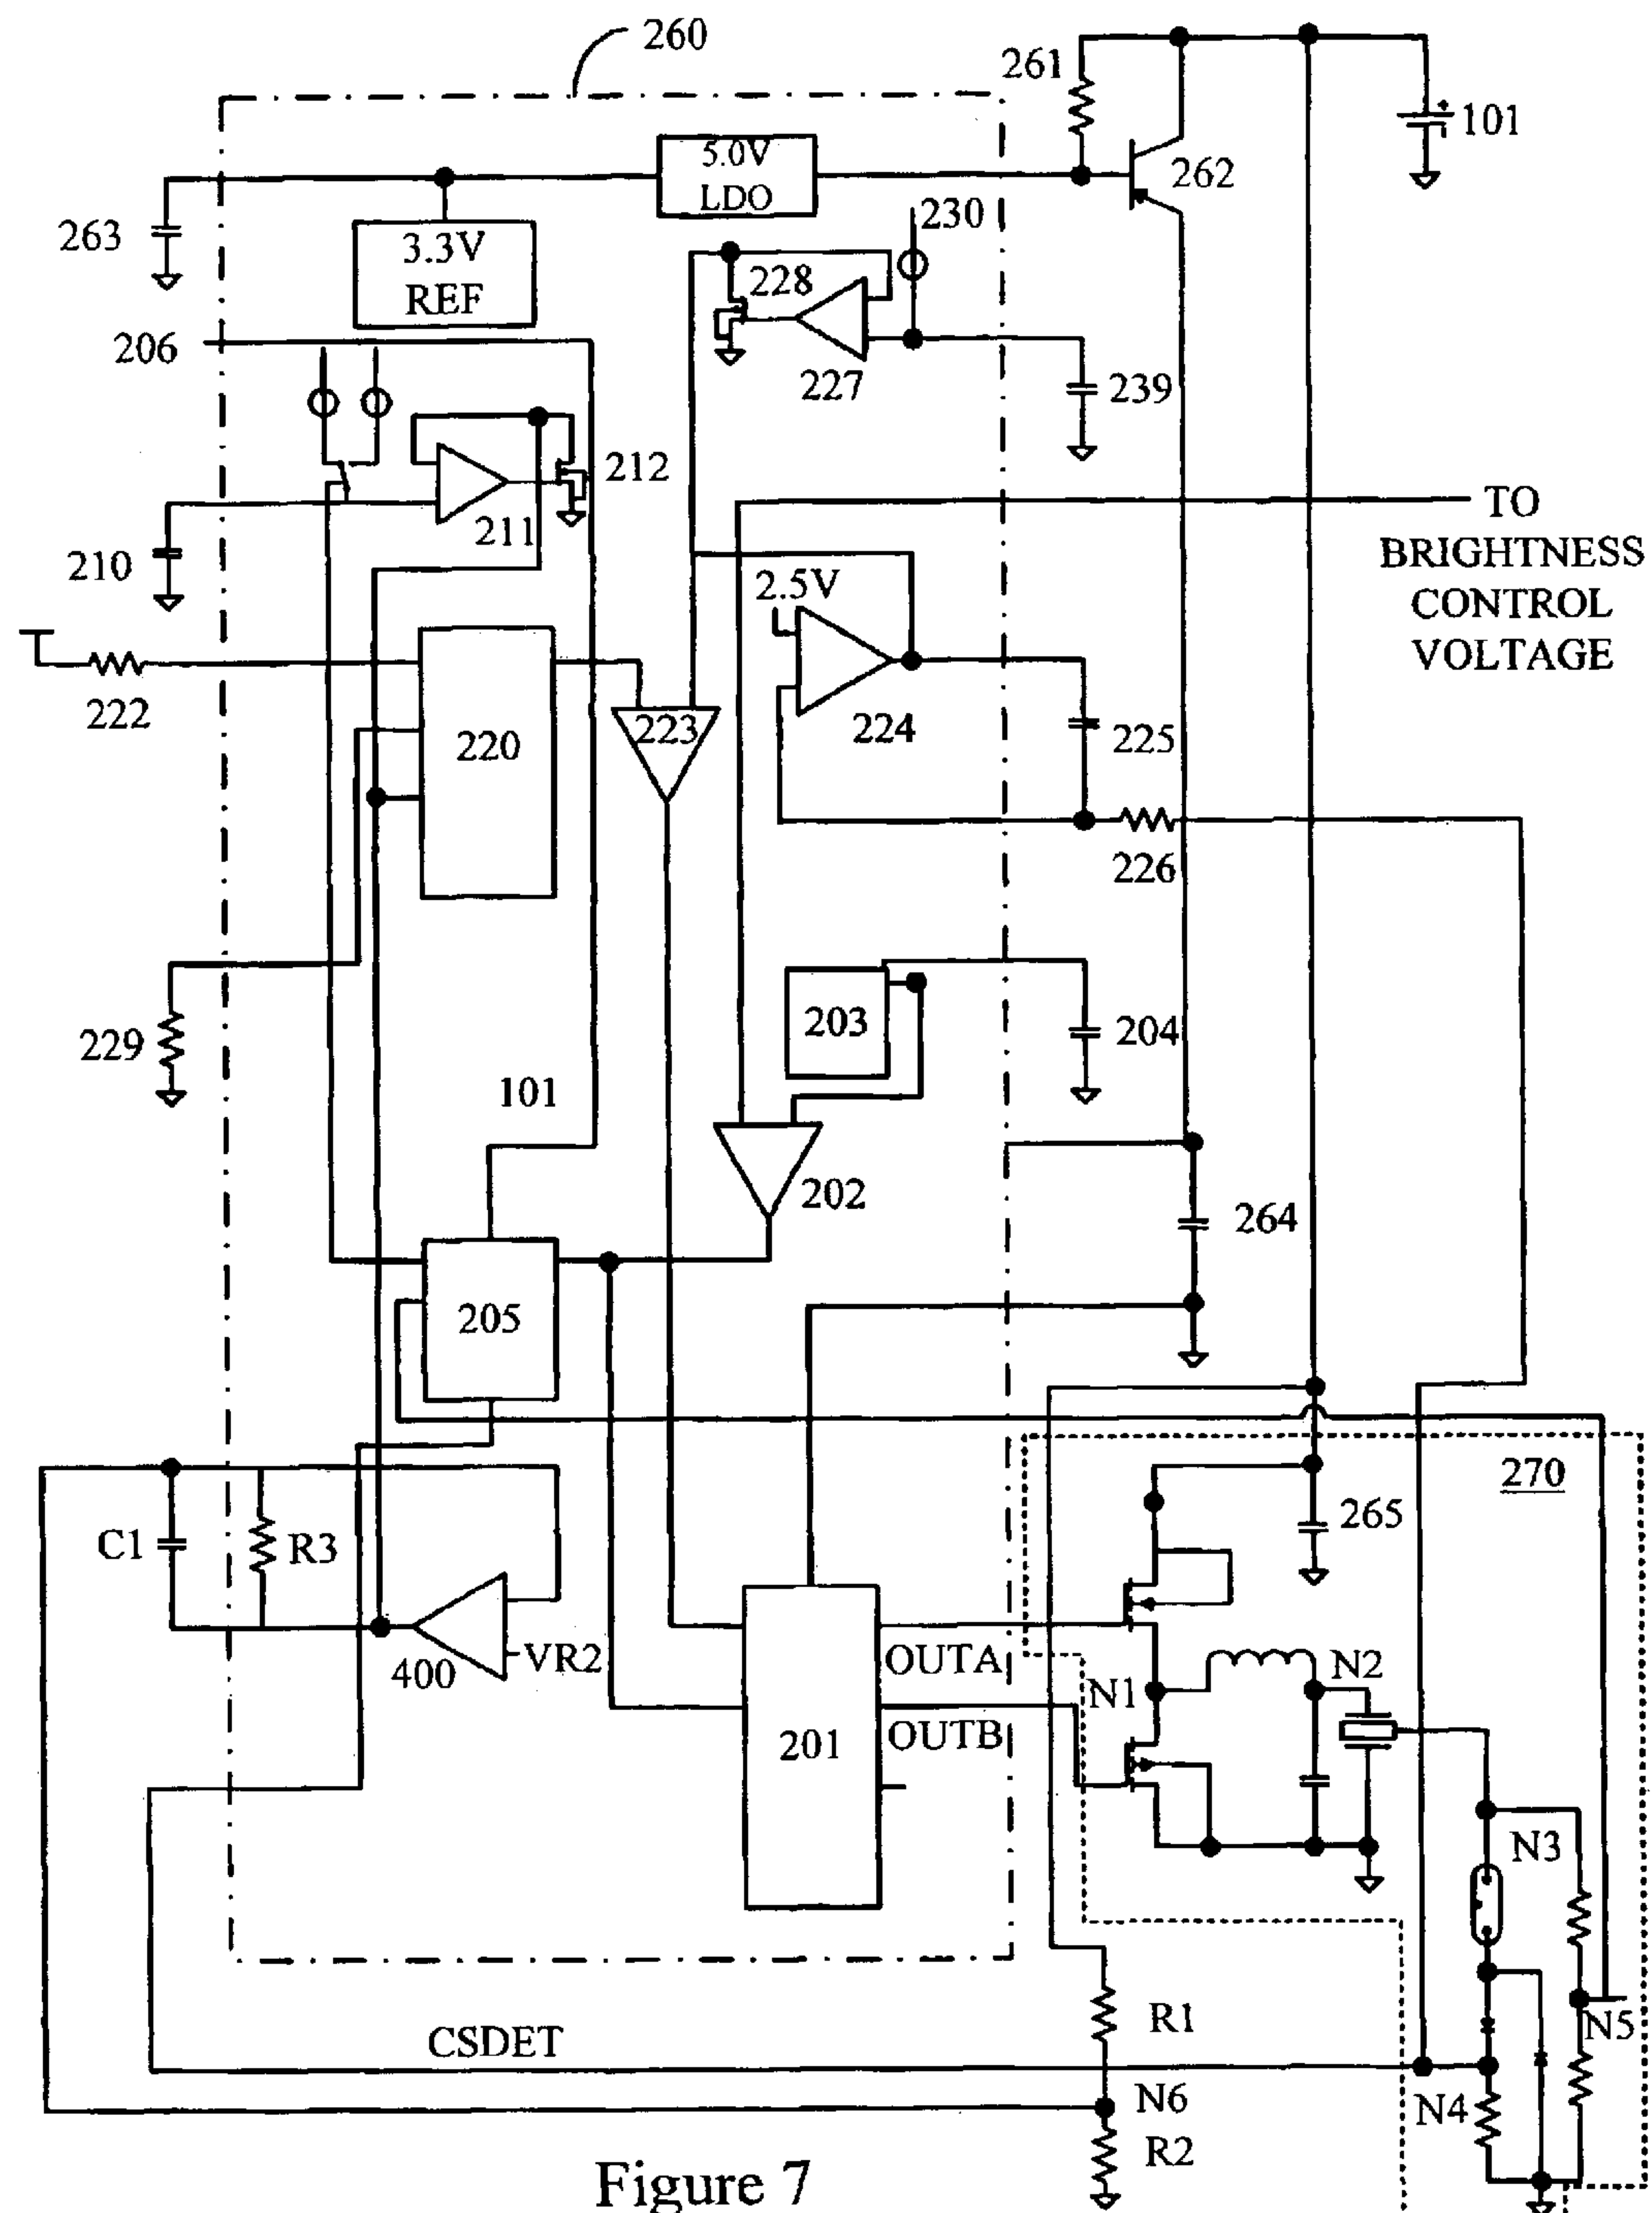 260
261
101
5.0V
LDO
262
263
3.3V
REF
230
228
206
227
239
212
211
210
TO
BRIGHTNESS
CONTROL
VOLTAGE
2.5V
222
220
223
224
225
226
203
204
229
101
202
264
205
270
265
C1
R3
400
VR2
OUTA
N1
N2
OUTB
201
N3
R1
N5
CSDET
N6
N4
R2
Figure 7